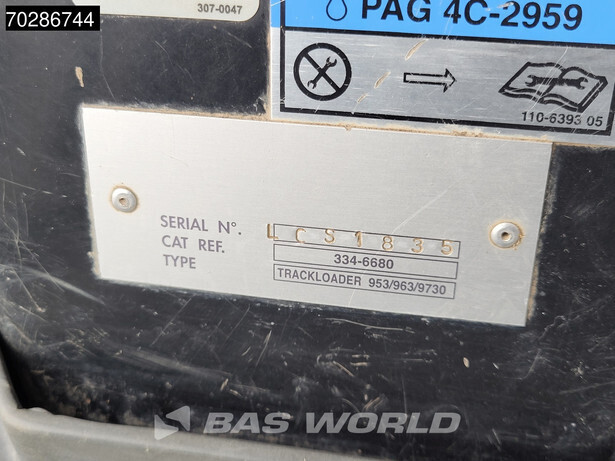 70286744
307-0047
PAG 4C-2959
110-6393 05
SERIAL N°. LCS1835
CAT REF. 334-6680
TYPE TRACKLOADER 953/963/9730
BAS WORLD